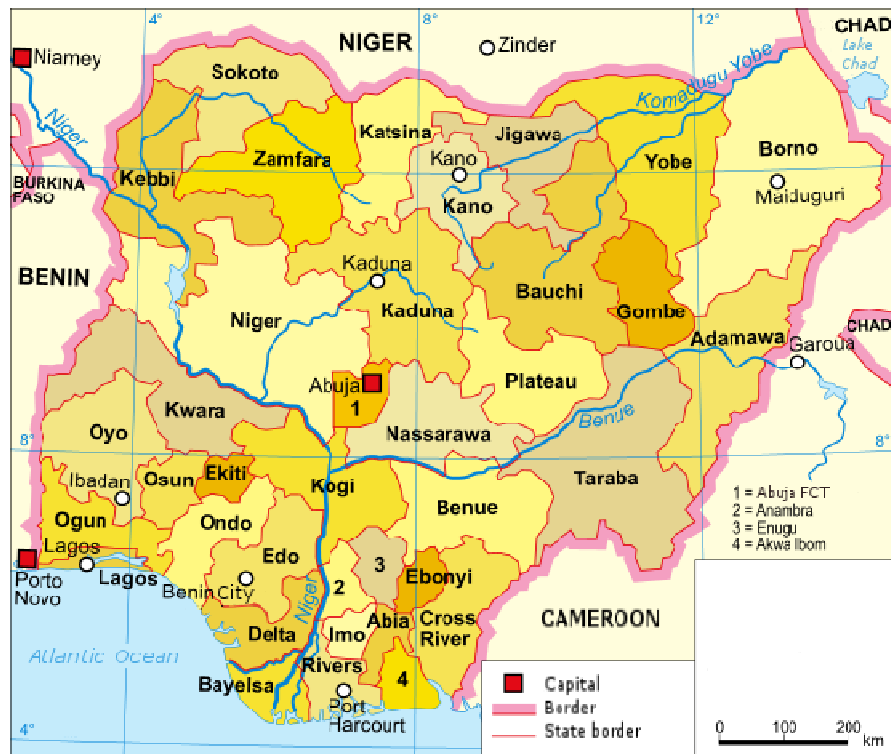 4°
8°
12°
CHAD
NIGER
Zinder
Niamey
Lake
Chad
Sokoto
Komadugu Yobe
Niger
Katsina
Jigawa
Zamfara
Kano
Yobe
Borno
Kebbi
BURKINA
FASO
Maiduguri
Kano
BENIN
Kaduna
Bauchi
Niger
Kaduna
Gombe
CHAD
Adamawa
Garoua
Abuja
1
Plateau
Kwara
Benue
Nassarawa
Oyo
8°
8°
Ibadan
Osun
Ekiti
Kogi
Taraba
Benue
1 = Abuja FCT
2 = Anambra
3 = Enugu
4 = Akwa Ibom
Ogun
Ondo
Lagos
Edo
3
Porto
Novo
Lagos
Benin City
Niger
2
Ebonyi
Abia
Cross
River
CAMEROON
Delta
Imo
Atlantic Ocean
Rivers
Bayelsa
4
Port
Harcourt
Capital
Border
State border
4°
0
100
200
km